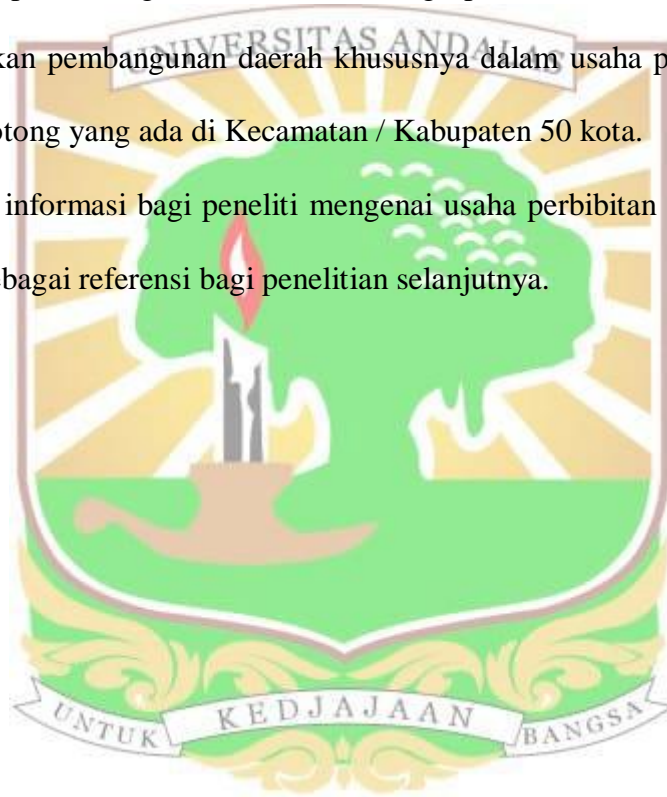 UNIVERSITAS ANDALAS
kan pembangunan daerah khususnya dalam usaha p
otong yang ada di Kecamatan / Kabupaten 50 kota.
informasi bagi peneliti mengenai usaha perbibitan
bagai referensi bagi penelitian selanjutnya.
UNTUK KEDJAJAAN BANGSA